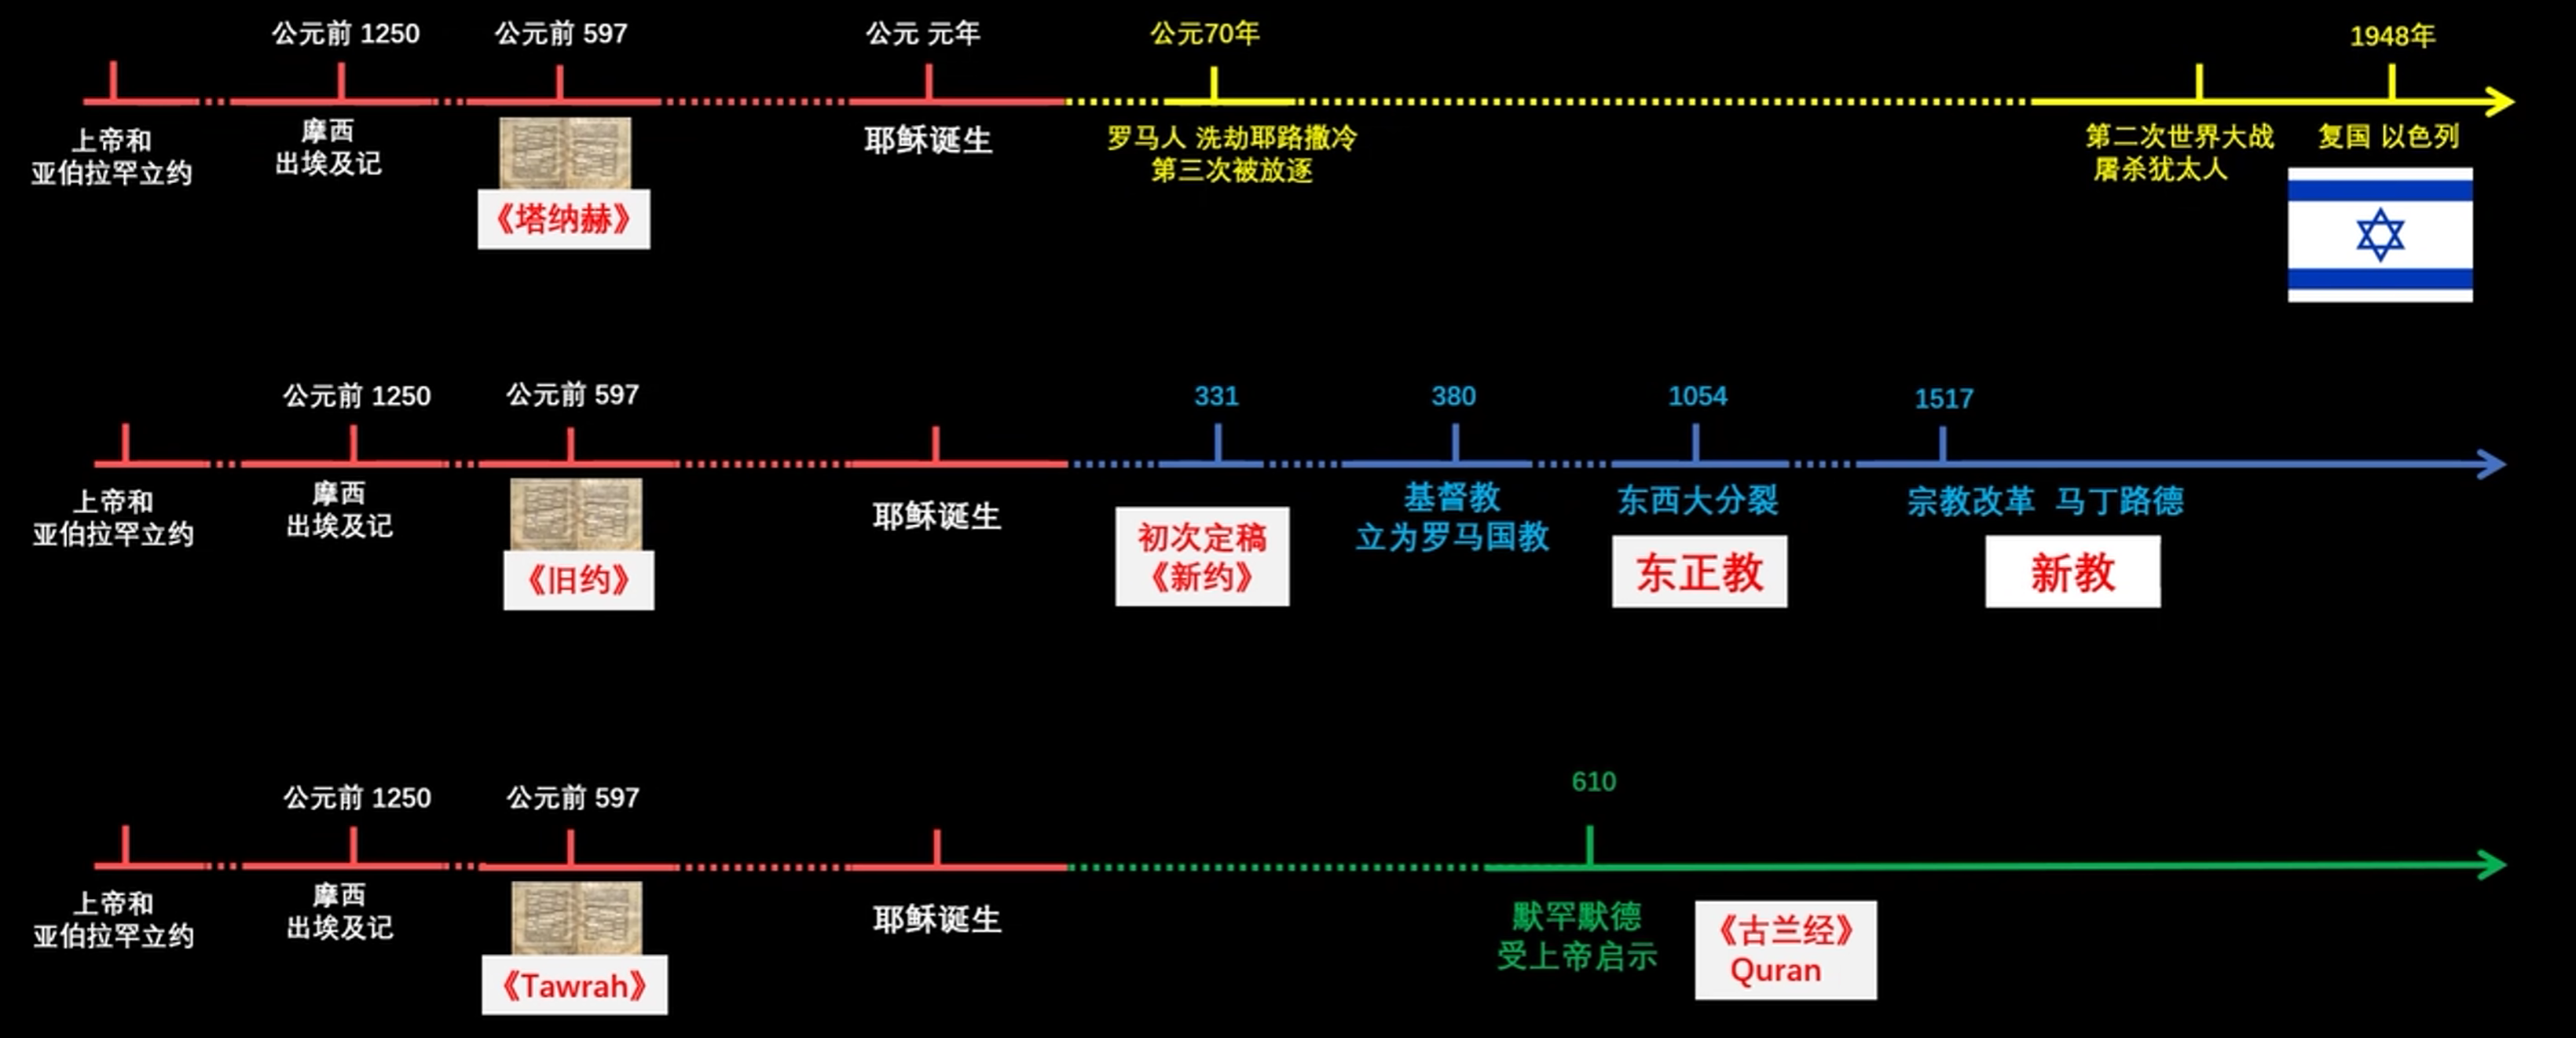 公元前 1250
公元前 597
公元 元年
公元70年
1948年
上帝和
亚伯拉罕立约
摩西
出埃及记
《塔纳赫》
耶稣诞生
罗马人 洗劫耶路撒冷
第三次被放逐
第二次世界大战
屠杀犹太人
复国 以色列
公元前 1250
公元前 597
331
380
1054
1517
上帝和
亚伯拉罕立约
摩西
出埃及记
《旧约》
耶稣诞生
初次定稿
《新约》
基督教
立为罗马国教
东西大分裂
东正教
宗教改革 马丁路德
新教
公元前 1250
公元前 597
610
上帝和
亚伯拉罕立约
摩西
出埃及记
《Tawrah》
耶稣诞生
默罕默德
受上帝启示
《古兰经》
Quran